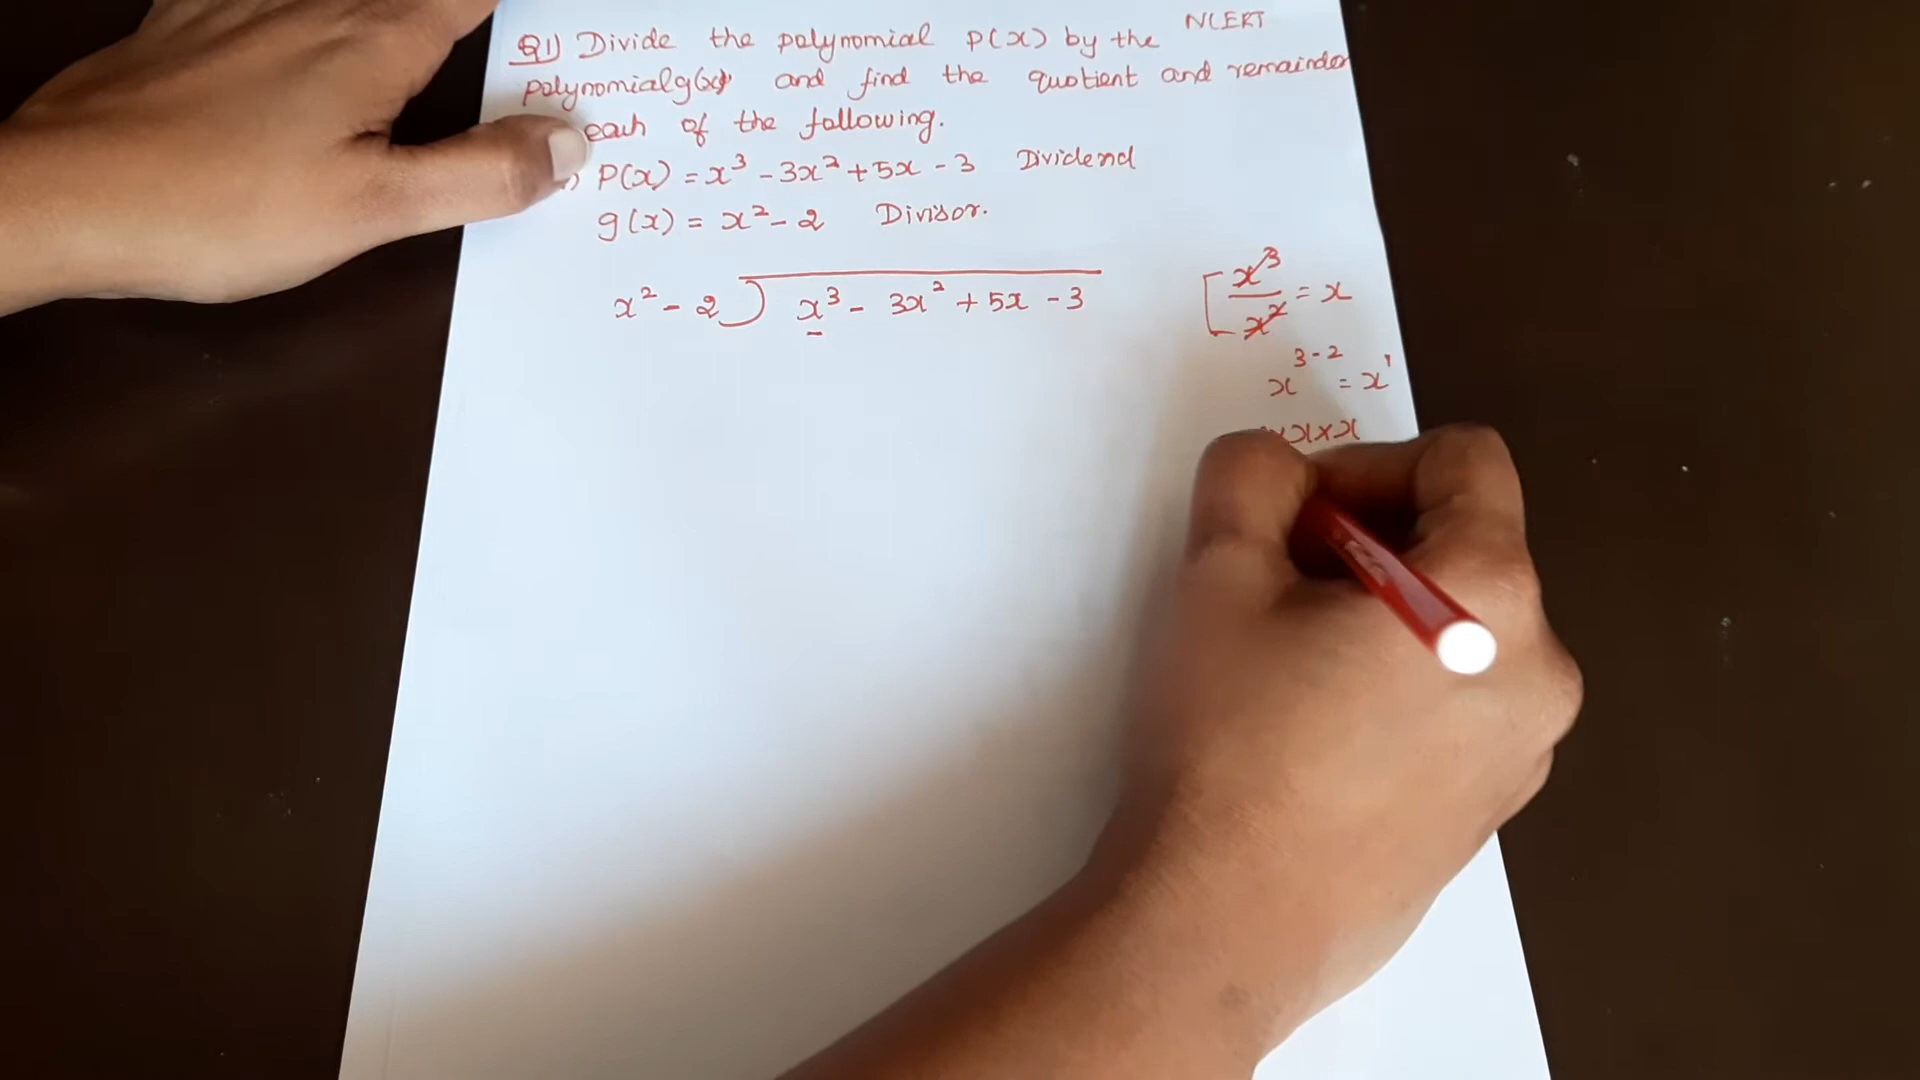 Q1) Divide the polynomial P(x) by the NCERT
polynomial g(x) and find the quotient and remainder
each of the following.
) P(x) = x³ - 3x² + 5x - 3 Dividend
g(x) = x² - 2 Divisor.
x² - 2 ) x³ - 3x² + 5x - 3
x³/x² = x
x³⁻² = x¹
x×x